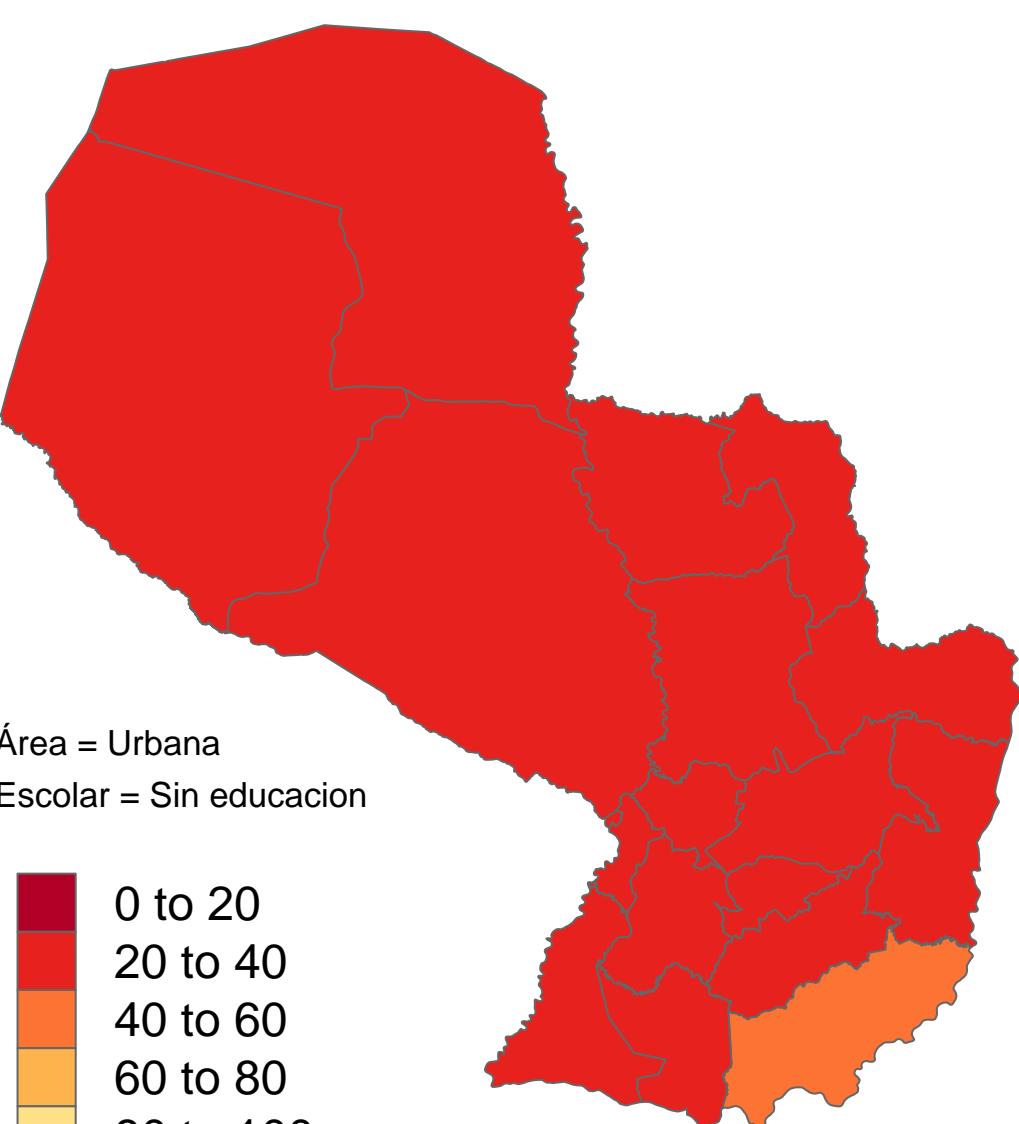 Área = Urbana
Escolar = Sin educacion
0 to 20
20 to 40
40 to 60
60 to 80